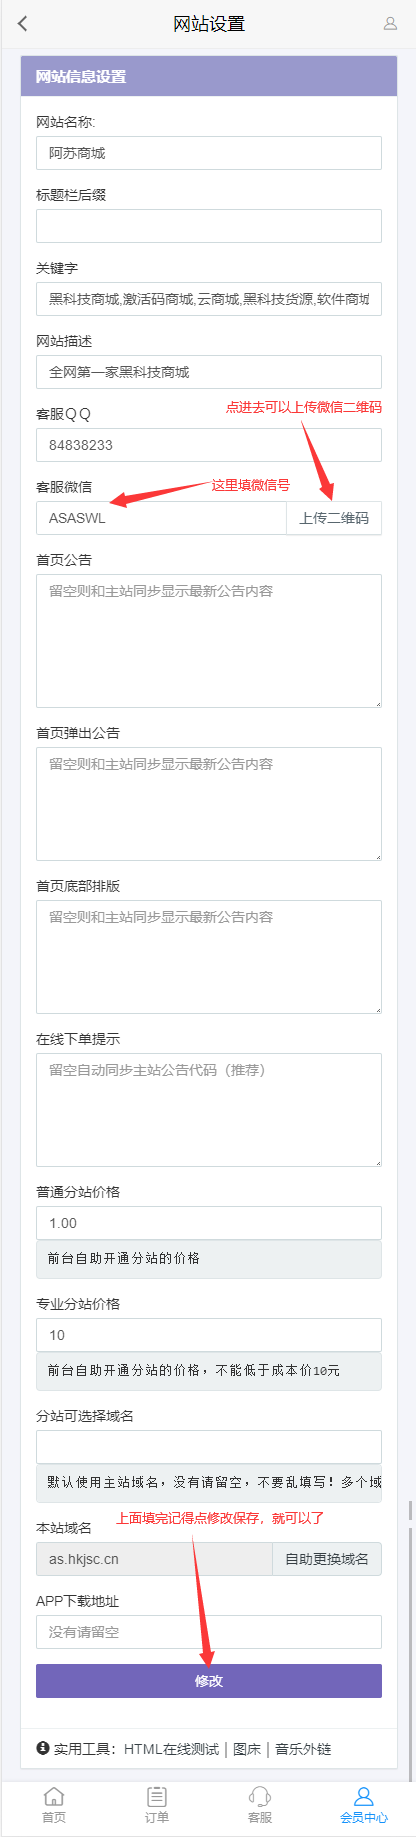 网站设置
网站信息设置
网站名称:
阿苏商城
标题栏后缀
关键字
黑科技商城,激活码商城,云商城,黑科技货源,软件商城
网站描述
全网第一家黑科技商城
客服QQ
点进去可以上传微信二维码
84838233
客服微信
这里填微信号
ASASWL
上传二维码
首页公告
留空则和主站同步显示最新公告内容
首页弹出公告
留空则和主站同步显示最新公告内容
首页底部排版
留空则和主站同步显示最新公告内容
在线下单提示
留空自动同步主站公告代码（推荐）
普通分站价格
1.00
前台自助开通分站的价格
专业分站价格
10
前台自助开通分站的价格，不能低于成本价10元
分站可选择域名
默认使用主站域名，没有请留空，不要乱填写！多个域
上面填完记得点修改保存，就可以了
本站域名
as.hkjsc.cn
自助更换域名
APP下载地址
没有请留空
修改
实用工具：HTML在线测试 | 图床 | 音乐外链
首页
订单
客服
会员中心